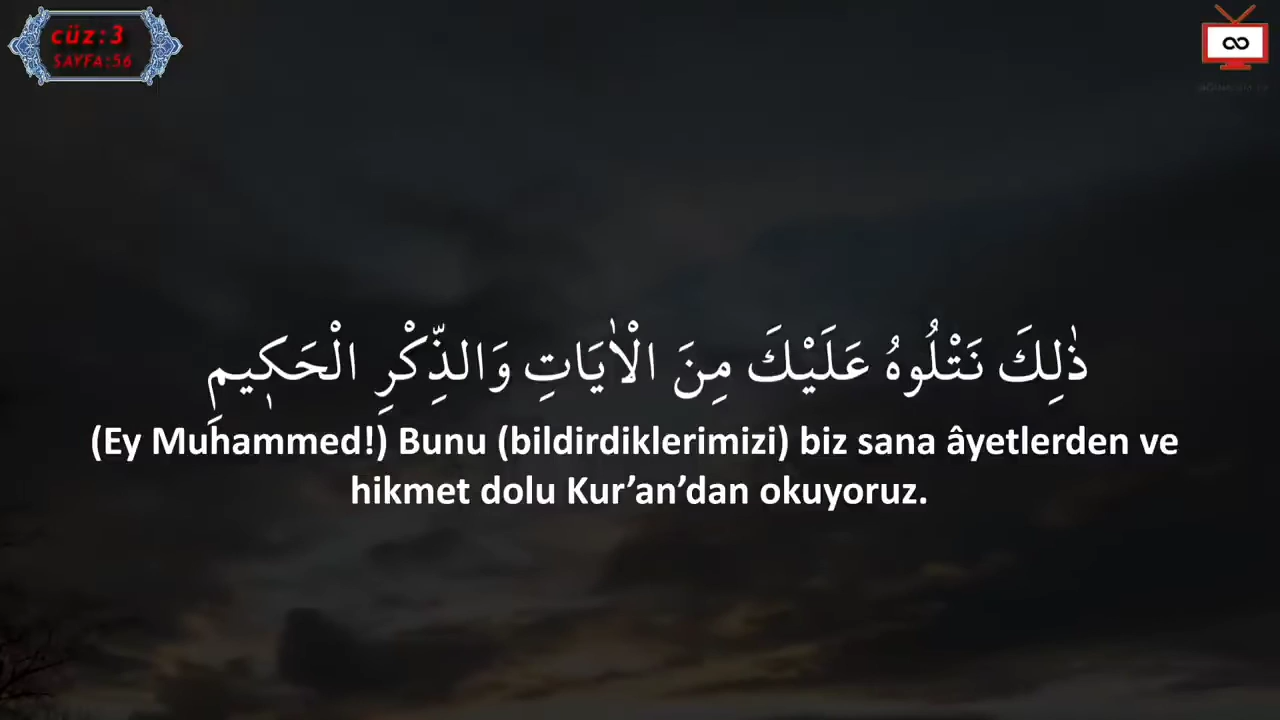 cüz:3
SAYFA:56
ذٰلِكَ نَتْلُوهُ عَلَيْكَ مِنَ الْاٰيَاتِ وَالذِّكْرِ الْحَكٖيمِ
(Ey Muhammed!) Bunu (bildirdiklerimizi) biz sana âyetlerden ve
hikmet dolu Kur’an’dan okuyoruz.